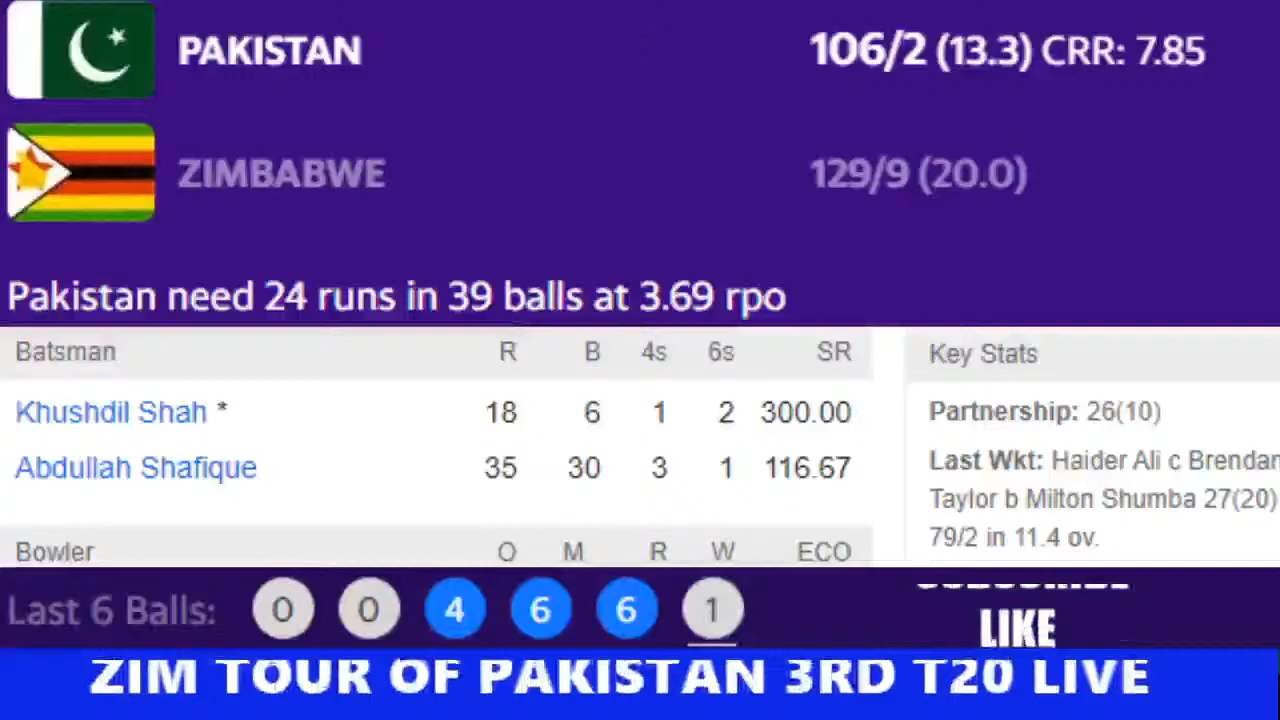 PAKISTAN 106/2 (13.3) CRR: 7.85
ZIMBABWE 129/9 (20.0)
Pakistan need 24 runs in 39 balls at 3.69 rpo
Batsman R B 4s 6s SR
Khushdil Shah * 18 6 1 2 300.00
Abdullah Shafique 35 30 3 1 116.67
Bowler O M R W ECO
Key Stats
Partnership: 26(10)
Last Wkt: Haider Ali c Brendan
Taylor b Milton Shumba 27(20)
79/2 in 11.4 ov.
Last 6 Balls: 0 0 4 6 6 1
LIKE
ZIM TOUR OF PAKISTAN 3RD T20 LIVE